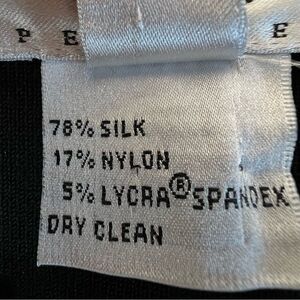 P E E
78% SILK
17% NYLON
5% LYCRA® SPANDEX
DRY CLEAN